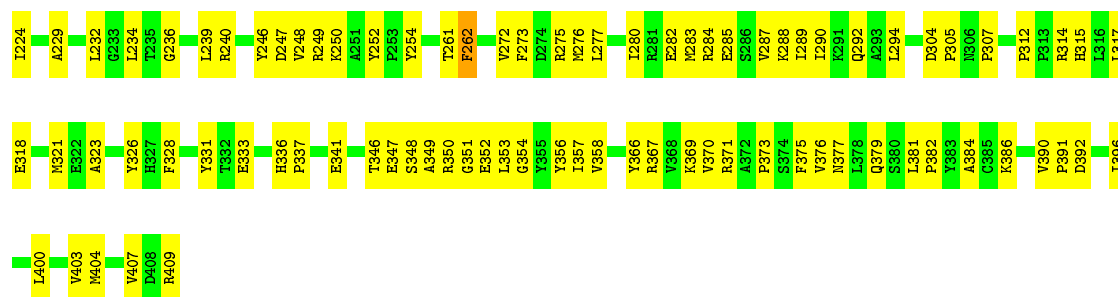 I224 A229 L232 G233 L234 T235 G236 L239 R240 Y246 D247 V248 R249 K250 A251 Y252 P253 Y254 T261 F262 V272 F273 D274 R275 M276 L277 I280 R281 E282 M283 R284 E285 S286 V287 K288 I289 I290 K291 Q292 A293 L294 D304 P305 N306 P307 P312 P313 R314 H315 L316 L317
E318 M321 E322 A323 Y326 H327 F328 Y331 T332 E333 H336 P337 E341 T346 E347 S348 A349 R350 G351 E352 L353 G354 Y355 Y356 I357 V358 Y366 R367 V368 K369 V370 R371 A372 P373 S374 F375 V376 N377 L378 Q379 S380 L381 P382 Y383 A384 C385 K386 V390 P391 D392 I396
L400 V403 M404 V407 D408 R409